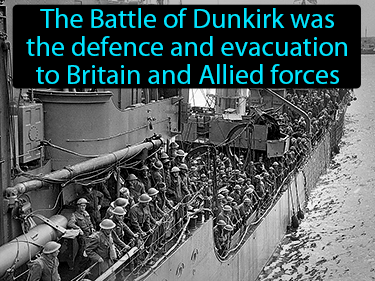 The Battle of Dunkirk was
the defence and evacuation
to Britain and Allied forces